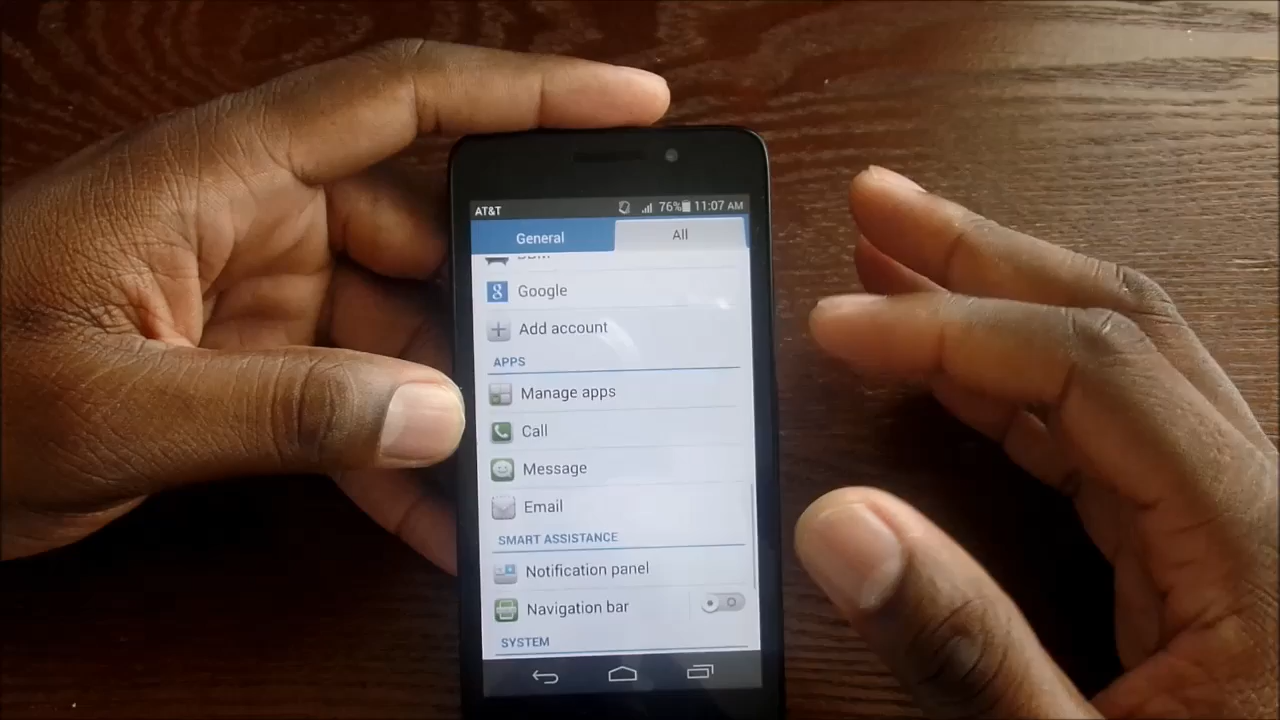 AT&T 76% 11:07 AM
General All
Google
Add account
APPS
Manage apps
Call
Message
Email
SMART ASSISTANCE
Notification panel
Navigation bar
SYSTEM